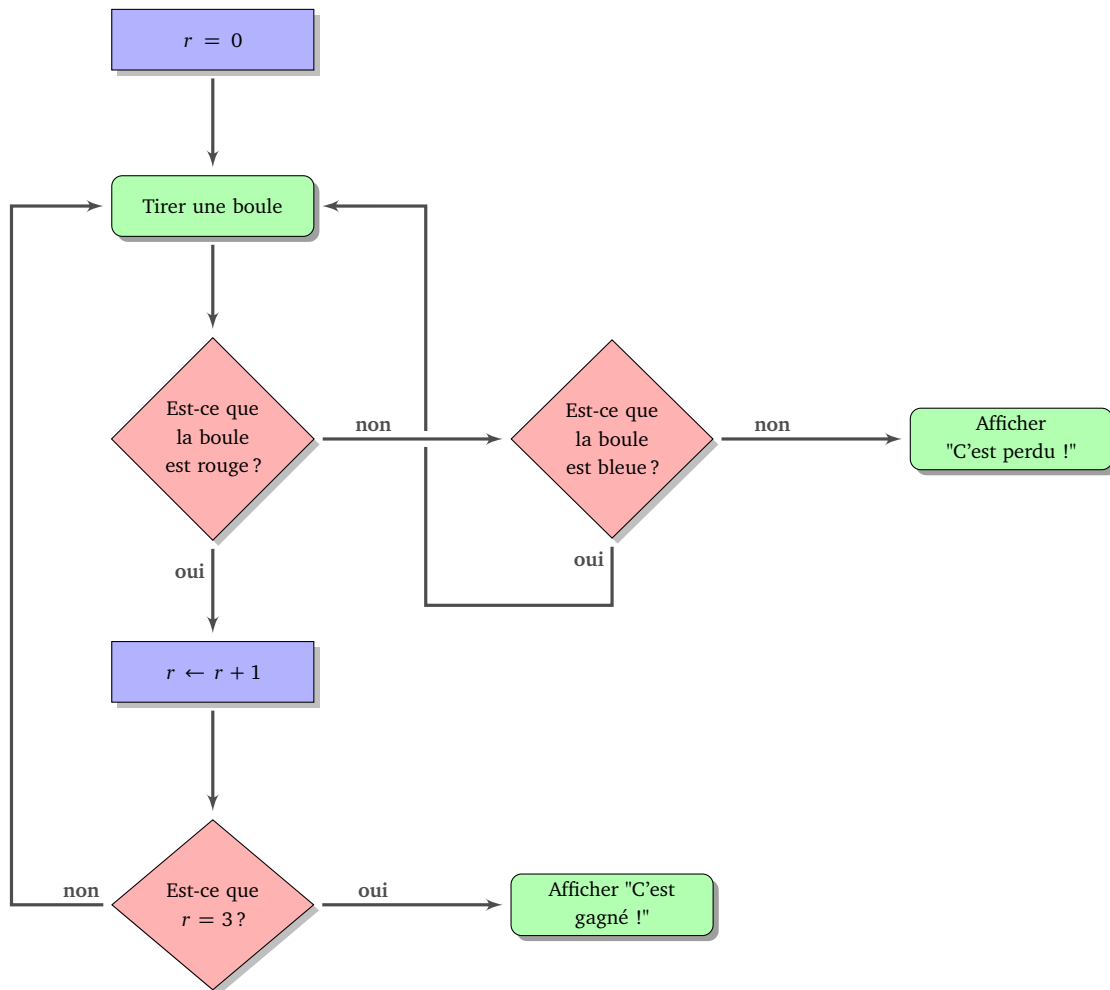 r = 0
Tirer une boule
Est-ce que
la boule
est rouge ?
non
Est-ce que
la boule
est bleue ?
non
Afficher
"C'est perdu !"
oui
oui
r ← r + 1
non
Est-ce que
r = 3 ?
oui
Afficher "C'est
gagné !"